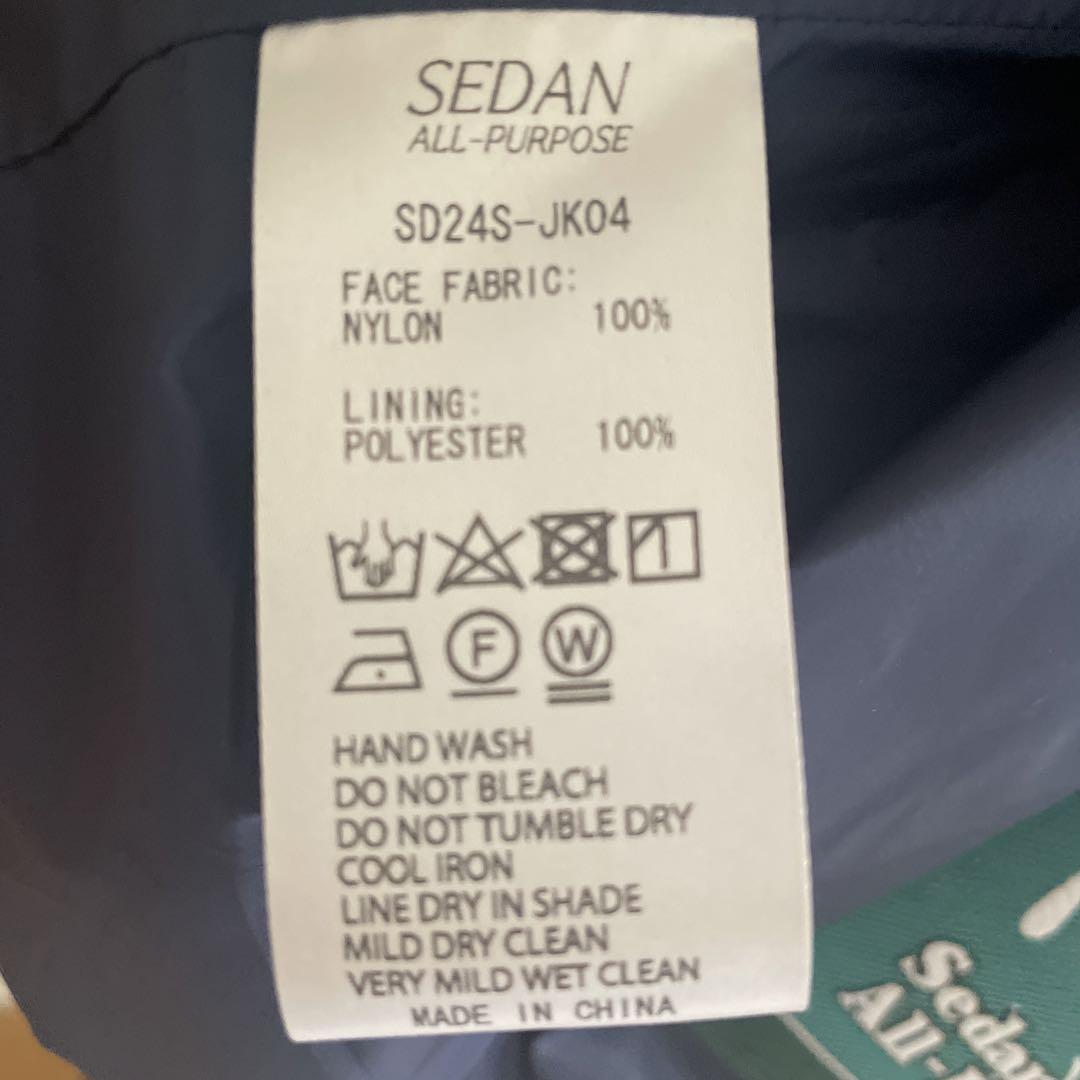 SEDAN
ALL-PURPOSE
SD24S-JK04
FACE FABRIC:
NYLON 100%
LINING:
POLYESTER 100%
F W
HAND WASH
DO NOT BLEACH
DO NOT TUMBLE DRY
COOL IRON
LINE DRY IN SHADE
MILD DRY CLEAN
VERY MILD WET CLEAN
MADE IN CHINA
Sedan
All-